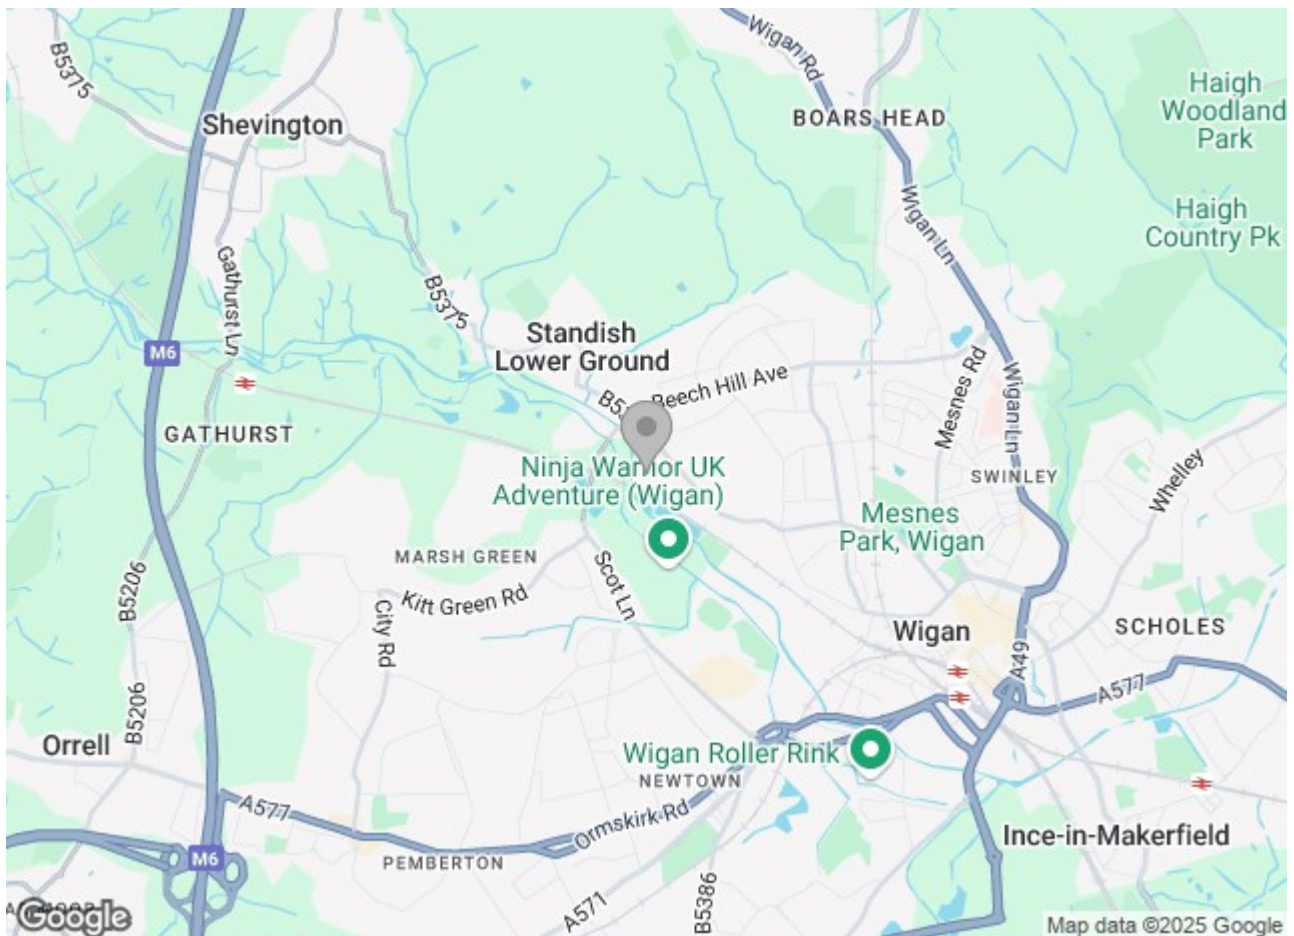 Wigan Rd
B5375
Haigh
Woodland
Park
Shevington
BOARS HEAD
Wigan Ln
Haigh
Country Pk
Gathurst Ln
B5375
Standish
Lower Ground
M6
Beech Hill Ave
Mesnes Rd
Wigan Ln
GATHURST
Ninja Warrior UK
Adventure (Wigan)
SWINLEY
Whelley
Mesnes
Park, Wigan
MARSH GREEN
Scot Ln
B5206
Kitt Green Rd
City Rd
Wigan
SCHOLES
A49
A577
B5206
Orrell
Wigan Roller Rink
NEWTOWN
A577
Ormskirk Rd
Ince-in-Makerfield
M6
PEMBERTON
A571
B5386
Google
Map data ©2025 Google